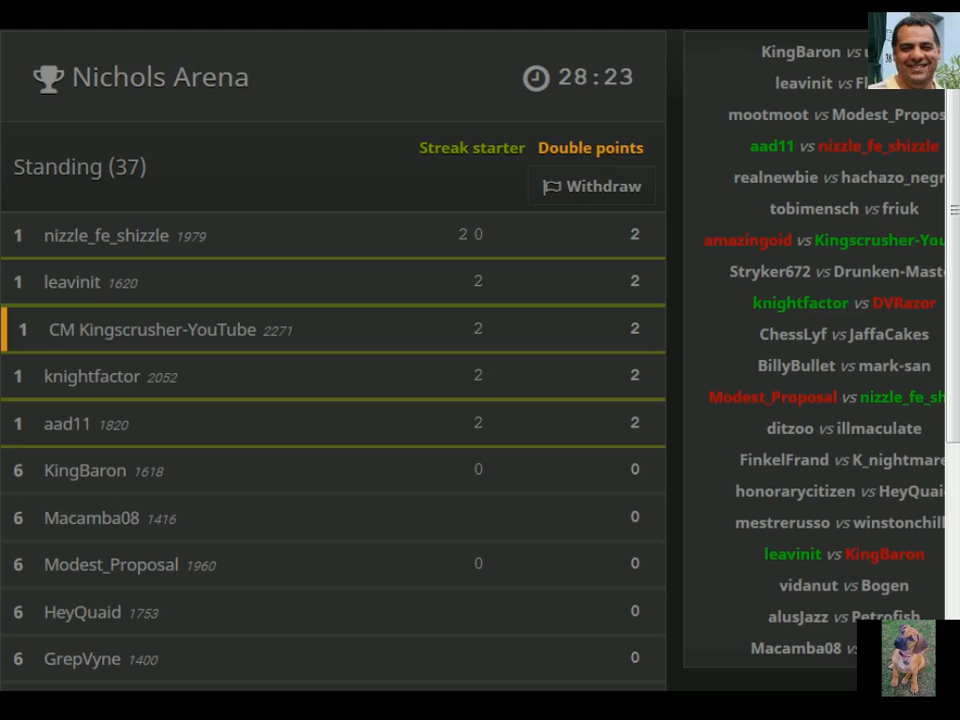 Nichols Arena 28:23
Standing (37)
Streak starter Double points
Withdraw
1 nizzle_fe_shizzle 1979 2 0 2
1 leavinit 1620 2 2
1 CM Kingscrusher-YouTube 2271 2 2
1 knightfactor 2052 2 2
1 aad11 1820 2 2
6 KingBaron 1618 0 0
6 Macamba08 1416 0
6 Modest_Proposal 1960 0 0
6 HeyQuaid 1753 0
6 GrepVyne 1400 0
KingBaron vs
leavinit vs
mootmoot vs Modest_Propos
aad11 vs nizzle_fe_shizzle
realnewbie vs hachazo_negr
tobimensch vs friuk
amazingoid vs Kingscrusher-You
Stryker672 vs Drunken-Maste
knightfactor vs DVRazor
ChessLyf vs JaffaCakes
BillyBullet vs mark-san
Modest_Proposal vs nizzle_fe_sh
ditzoo vs illmaculate
FinkelFrand vs K_nightmare
honorarycitizen vs HeyQuai
mestrerusso vs winstonchill
leavinit vs KingBaron
vidanut vs Bogen
alusJazz vs Petrofish
Macamba08 vs